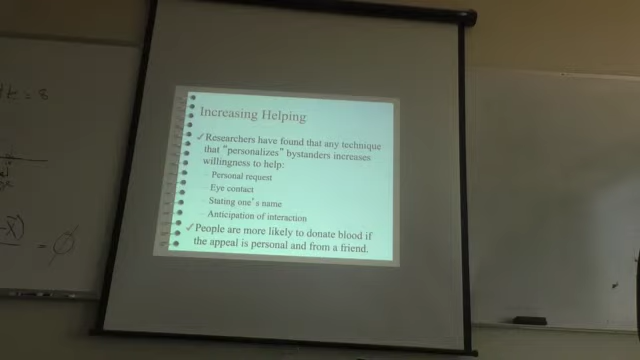 = 8
Increasing Helping
✓Researchers have found that any technique
that "personalizes" bystanders increases
willingness to help:
– Personal request
– Eye contact
– Stating one's name
– Anticipation of interaction
✓People are more likely to donate blood if
the appeal is personal and from a friend.
= ∅